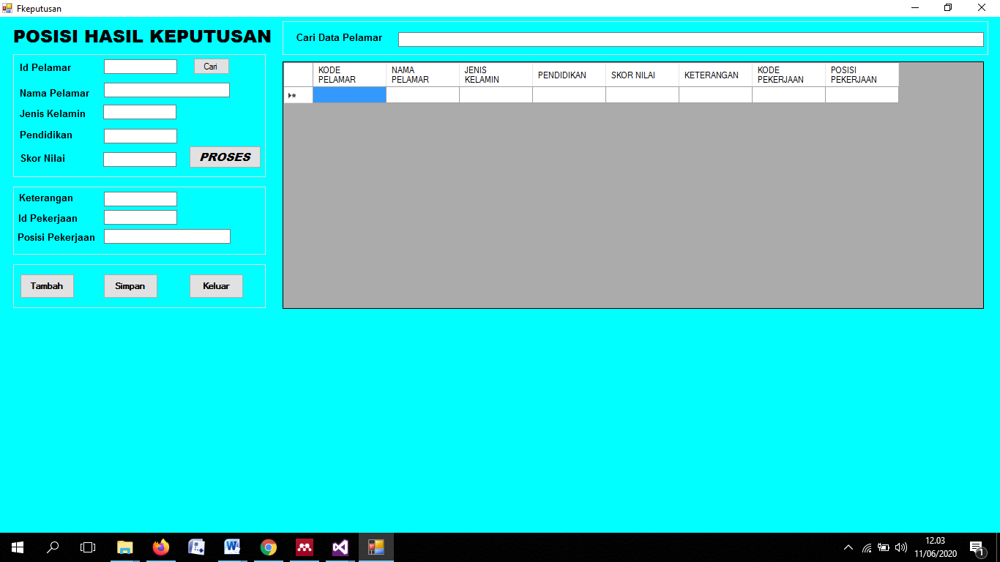 Fkeputusan
POSISI HASIL KEPUTUSAN
Id Pelamar
Cari
Nama Pelamar
Jenis Kelamin
Pendidikan
Skor Nilai
PROSES
Keterangan
Id Pekerjaan
Posisi Pekerjaan
Tambah
Simpan
Keluar
Cari Data Pelamar
KODE
PELAMAR
NAMA
PELAMAR
JENIS
KELAMIN
PENDIDIKAN
SKOR NILAI
KETERANGAN
KODE
PEKERJAAN
POSISI
PEKERJAAN
12.03
11/06/2020
1